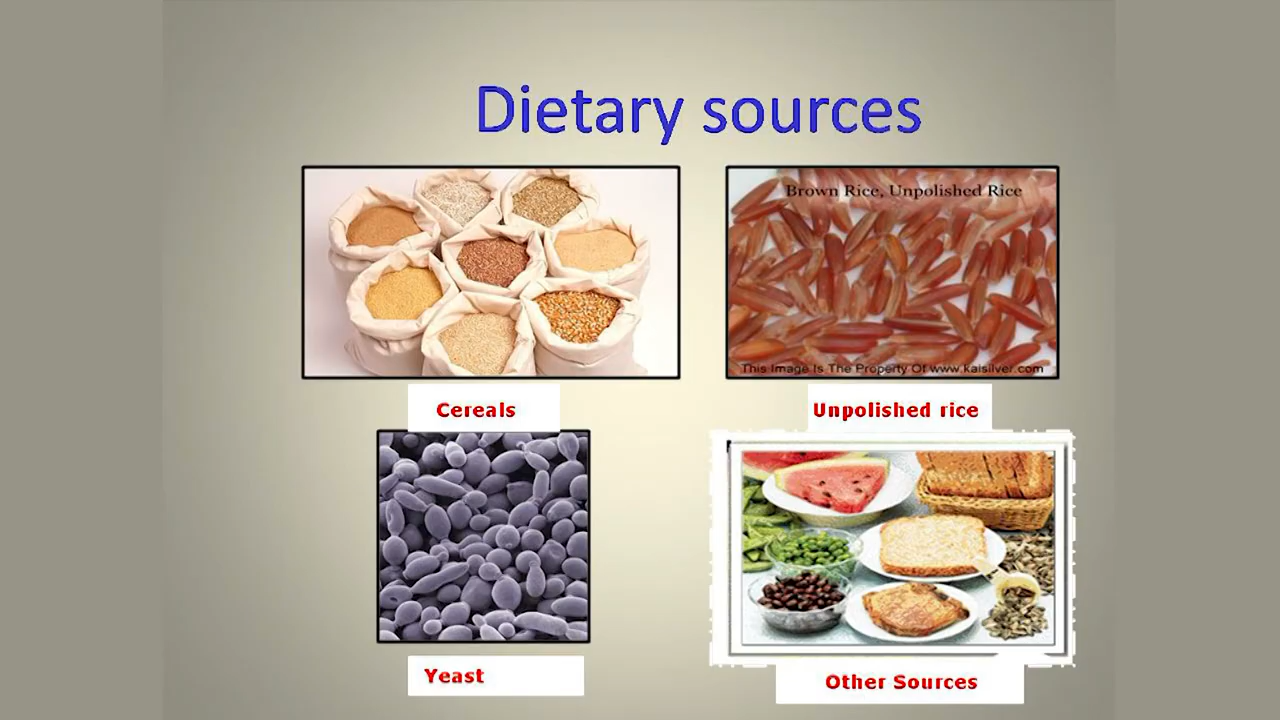 Dietary sources
Brown Rice, Unpolished Rice
This Image Is The Property Of www.kaisilver.com
Cereals
Unpolished rice
Yeast
Other Sources